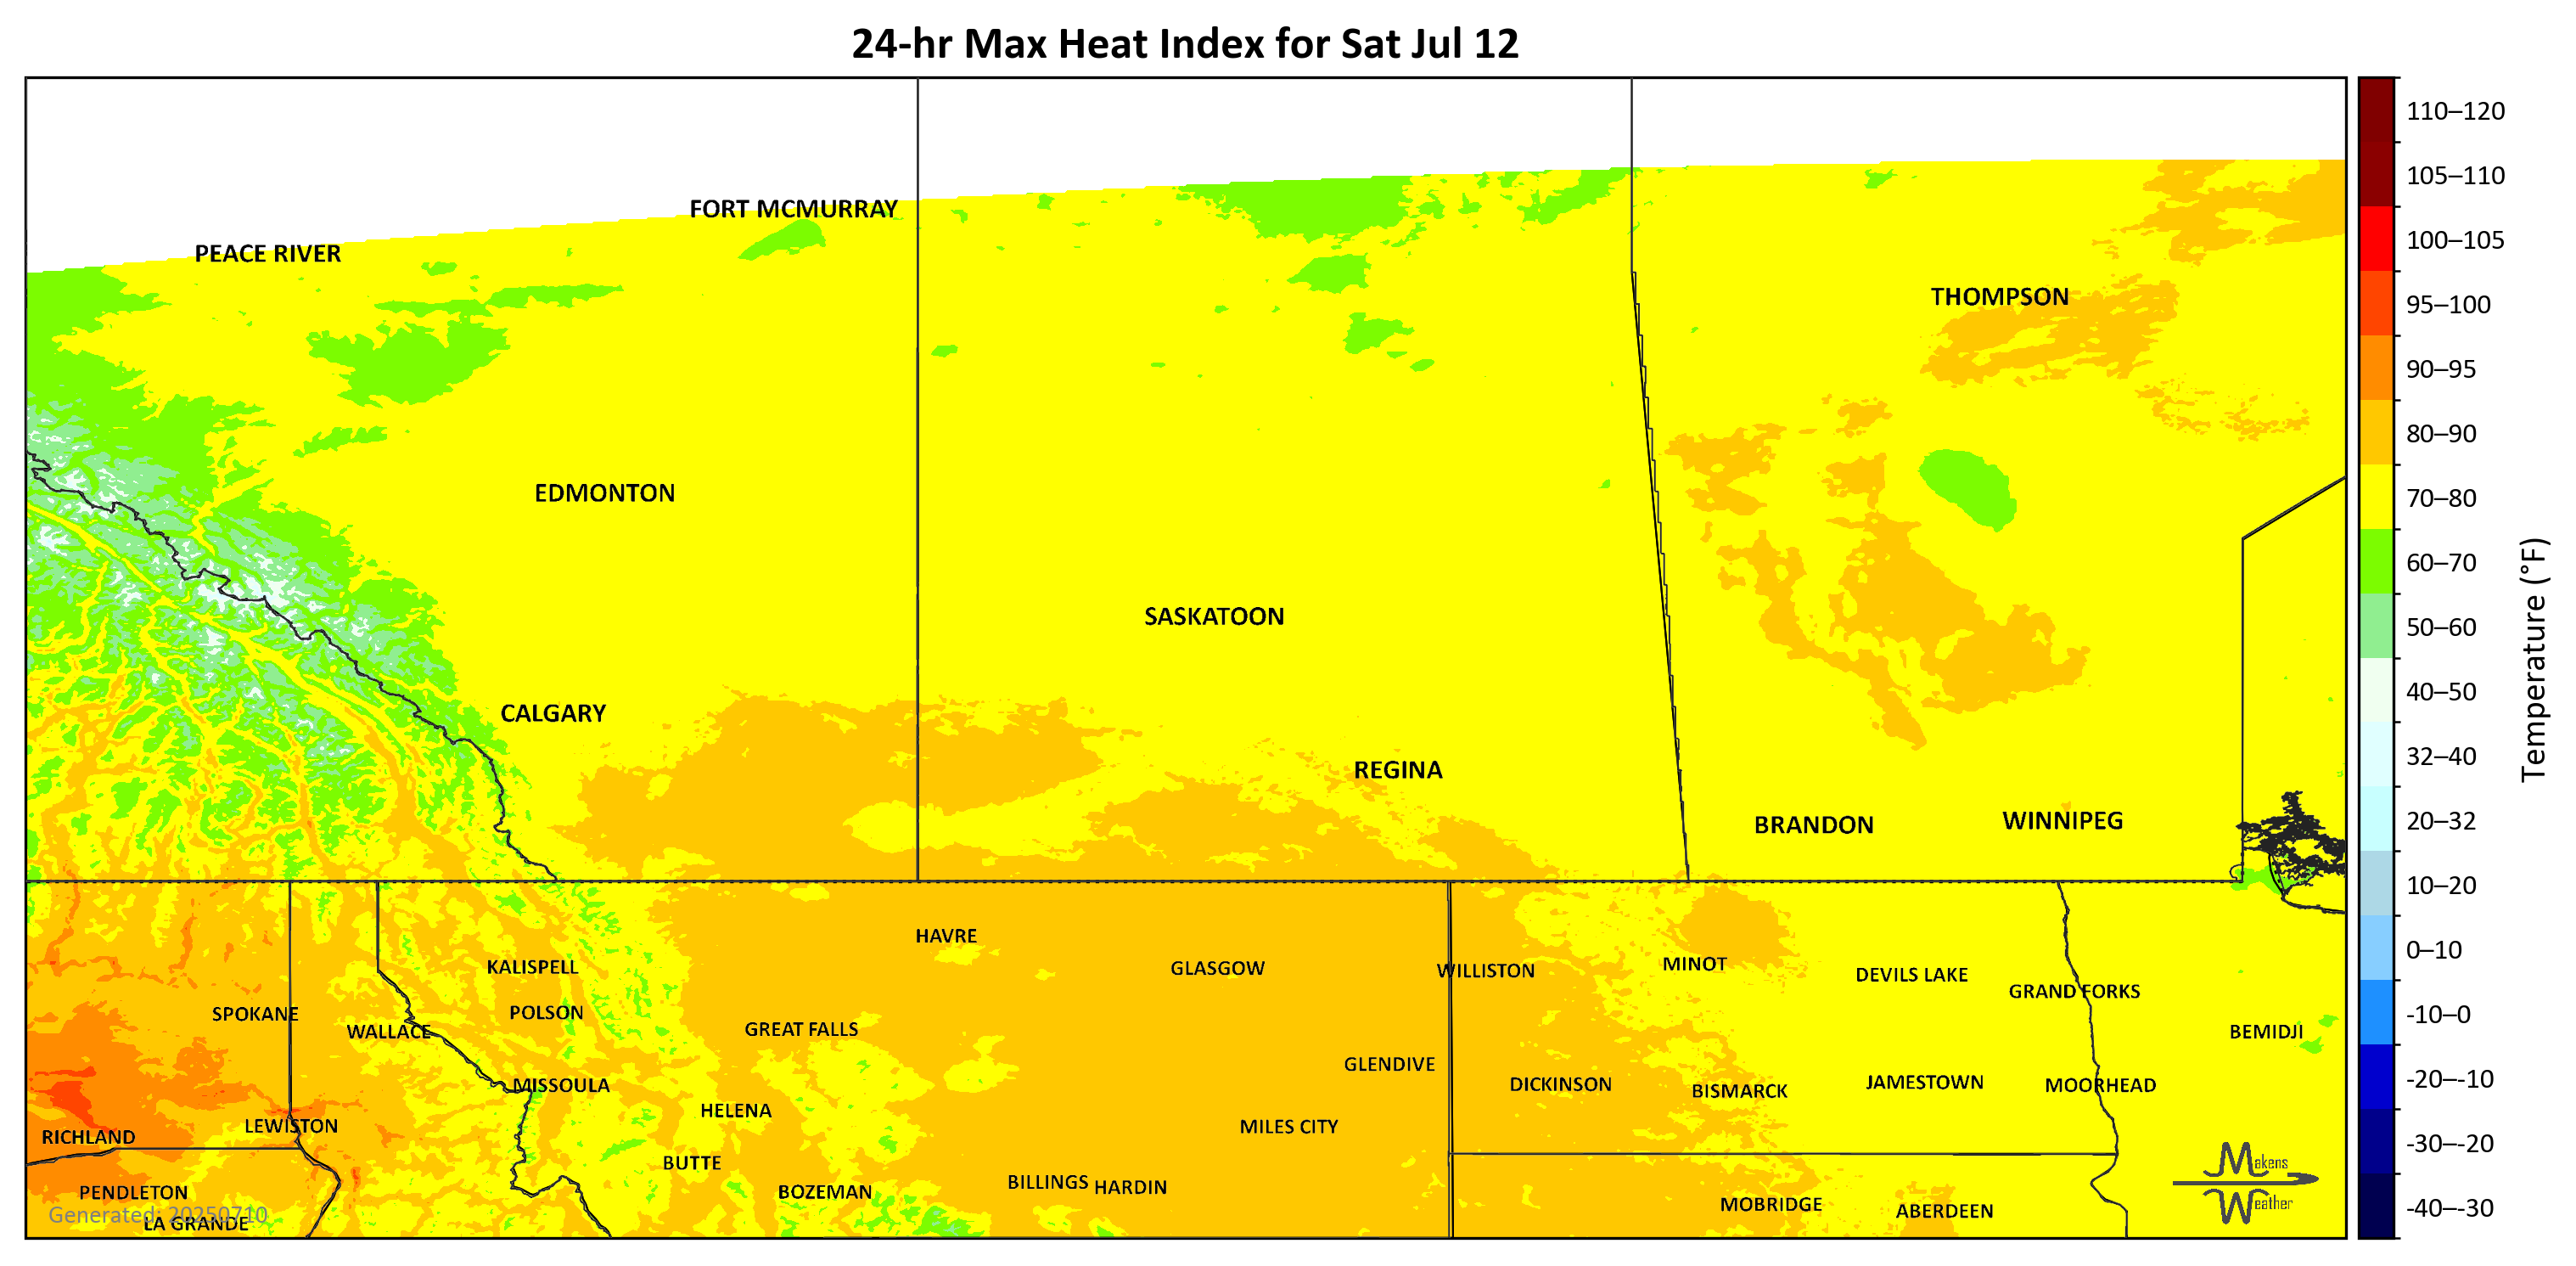 24-hr Max Heat Index for Sat Jul 12
110–120
105–110
100–105
95–100
90–95
80–90
70–80
60–70
50–60
40–50
32–40
20–32
10–20
0–10
-10–0
-20–-10
-30–-20
-40–-30
Temperature (°F)
FORT MCMURRAY
PEACE RIVER
THOMPSON
EDMONTON
SASKATOON
CALGARY
REGINA
BRANDON
WINNIPEG
HAVRE
KALISPELL
GLASGOW
WILLISTON
MINOT
DEVILS LAKE
GRAND FORKS
SPOKANE
POLSON
WALLACE
GREAT FALLS
BEMIDJI
GLENDIVE
MISSOULA
DICKINSON
BISMARCK
JAMESTOWN
MOORHEAD
HELENA
LEWISTON
MILES CITY
RICHLAND
BUTTE
BILLINGS
HARDIN
PENDLETON
BOZEMAN
MOBRIDGE
ABERDEEN
Generated: 20250710
LA GRANDE
Makens
Weather